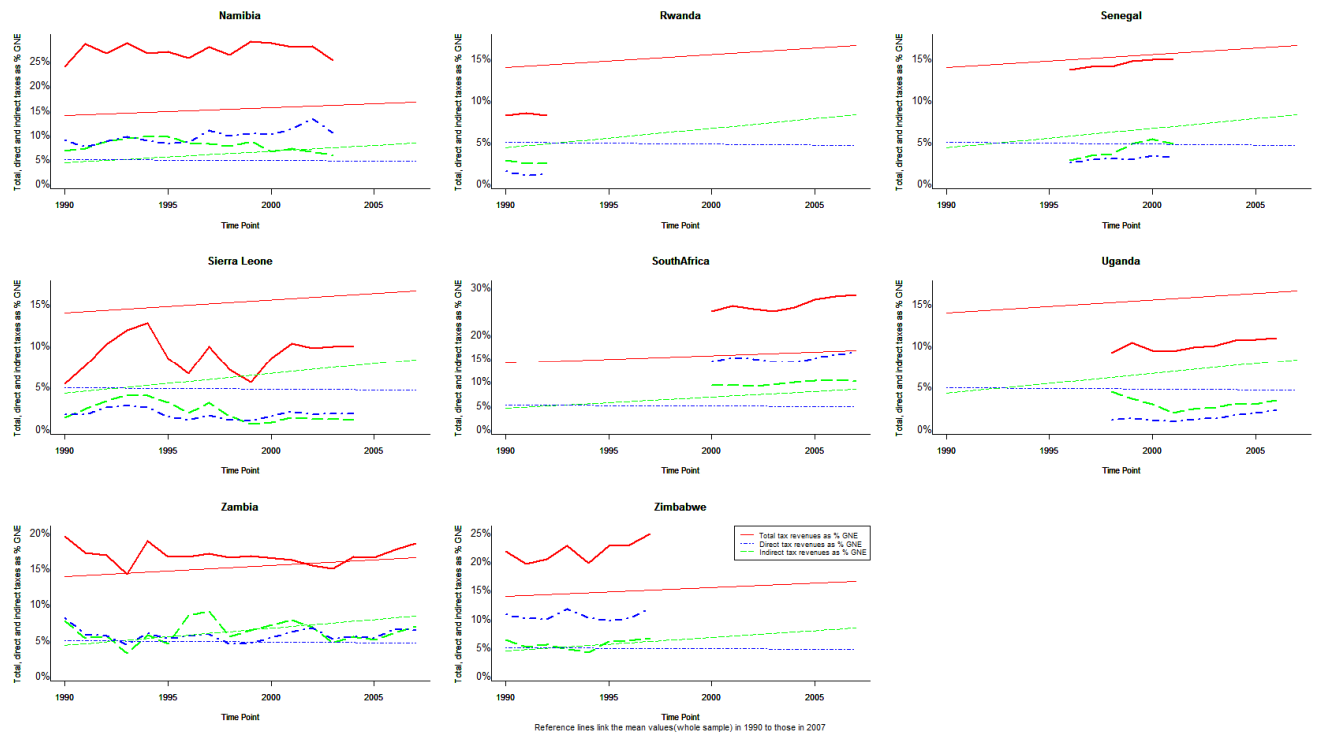 Namibia
Total, direct and indirect taxes as % GNE
25%
20%
15%
10%
5%
0%
1990
1995
2000
2005
Time Point
Rwanda
Total, direct and indirect taxes as % GNE
15%
10%
5%
0%
1990
1995
2000
2005
Time Point
Senegal
Total, direct and indirect taxes as % GNE
15%
10%
5%
0%
1990
1995
2000
2005
Time Point
Sierra Leone
Total, direct and indirect taxes as % GNE
15%
10%
5%
0%
1990
1995
2000
2005
Time Point
SouthAfrica
Total, direct and indirect taxes as % GNE
30%
20%
15%
10%
5%
0%
1990
1995
2000
2005
Time Point
Uganda
Total, direct and indirect taxes as % GNE
15%
10%
5%
0%
1990
1995
2000
2005
Time Point
Zambia
Total, direct and indirect taxes as % GNE
20%
15%
10%
5%
0%
1990
1995
2000
2005
Time Point
Zimbabwe
Total, direct and indirect taxes as % GNE
25%
20%
15%
10%
5%
0%
1990
1995
2000
2005
Time Point
Total tax revenues as % GNE
Direct tax revenues as % GNE
Indirect tax revenues as % GNE
Reference lines link the mean values(whole sample) in 1990 to those in 2007